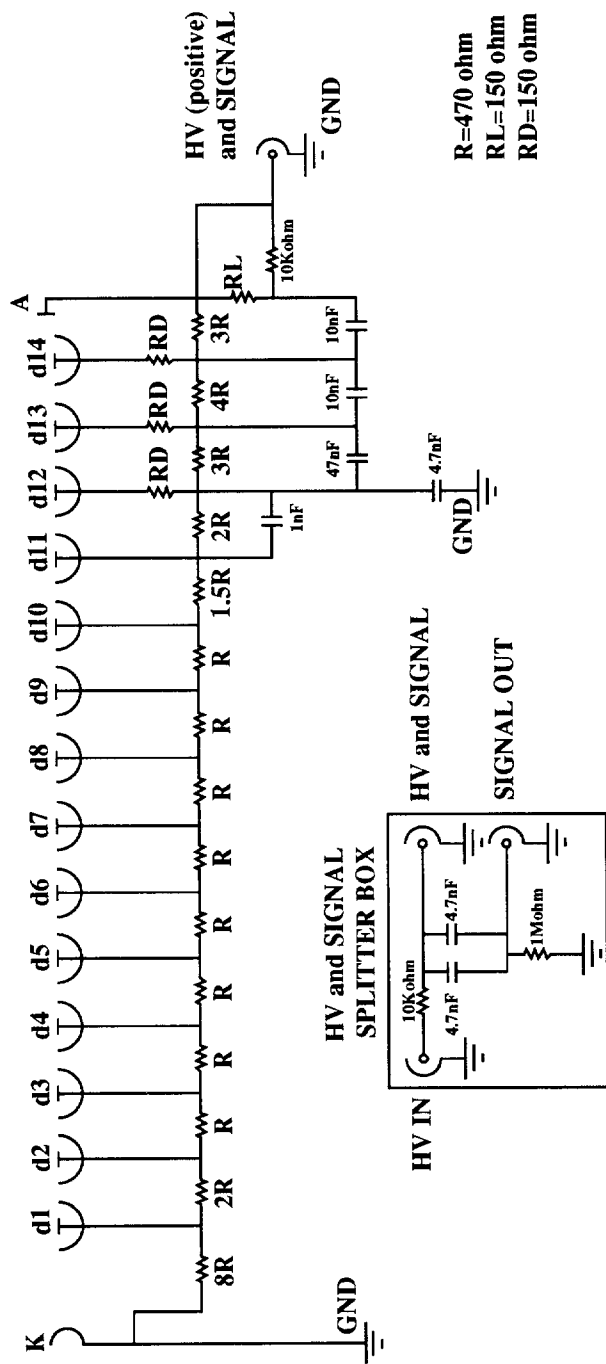 K d1 d2 d3 d4 d5 d6 d7 d8 d9 d10 d11 d12 d13 d14 A
RD RD RD
HV (positive)
and SIGNAL
8R 2R R R R R R R R R 1.5R 2R 3R 4R 3R
RL
10Kohm
GND
1nF
47nF 10nF 10nF
4.7nF
GND
GND
HV and SIGNAL
SPLITTER BOX
HV IN
10Kohm
4.7nF
4.7nF
1Mohm
HV and SIGNAL
SIGNAL OUT
R=470 ohm
RL=150 ohm
RD=150 ohm